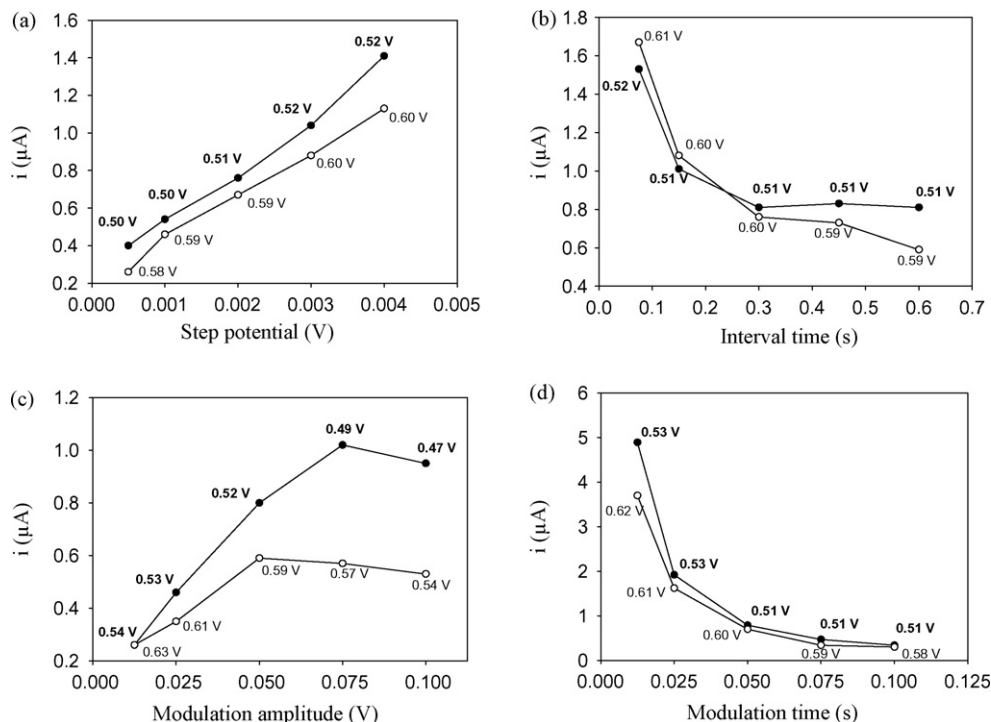 (a)
1.6
1.4
1.2
1.0
0.8
0.6
0.4
0.2
i (µA)
0.50 V
0.50 V
0.51 V
0.52 V
0.52 V
0.58 V
0.59 V
0.59 V
0.60 V
0.60 V
0.000 0.001 0.002 0.003 0.004 0.005
Step potential (V)
(b)
1.8
1.6
1.4
1.2
1.0
0.8
0.6
0.4
i (µA)
0.61 V
0.52 V
0.60 V
0.51 V
0.51 V
0.51 V
0.51 V
0.60 V
0.59 V
0.59 V
0.0 0.1 0.2 0.3 0.4 0.5 0.6 0.7
Interval time (s)
(c)
1.2
1.0
0.8
0.6
0.4
0.2
i (µA)
0.54 V
0.53 V
0.52 V
0.49 V
0.47 V
0.63 V
0.61 V
0.59 V
0.57 V
0.54 V
0.000 0.025 0.050 0.075 0.100
Modulation amplitude (V)
(d)
6
5
4
3
2
1
0
i (µA)
0.53 V
0.62 V
0.53 V
0.61 V
0.51 V
0.51 V
0.51 V
0.60 V
0.59 V
0.58 V
0.000 0.025 0.050 0.075 0.100 0.125
Modulation time (s)